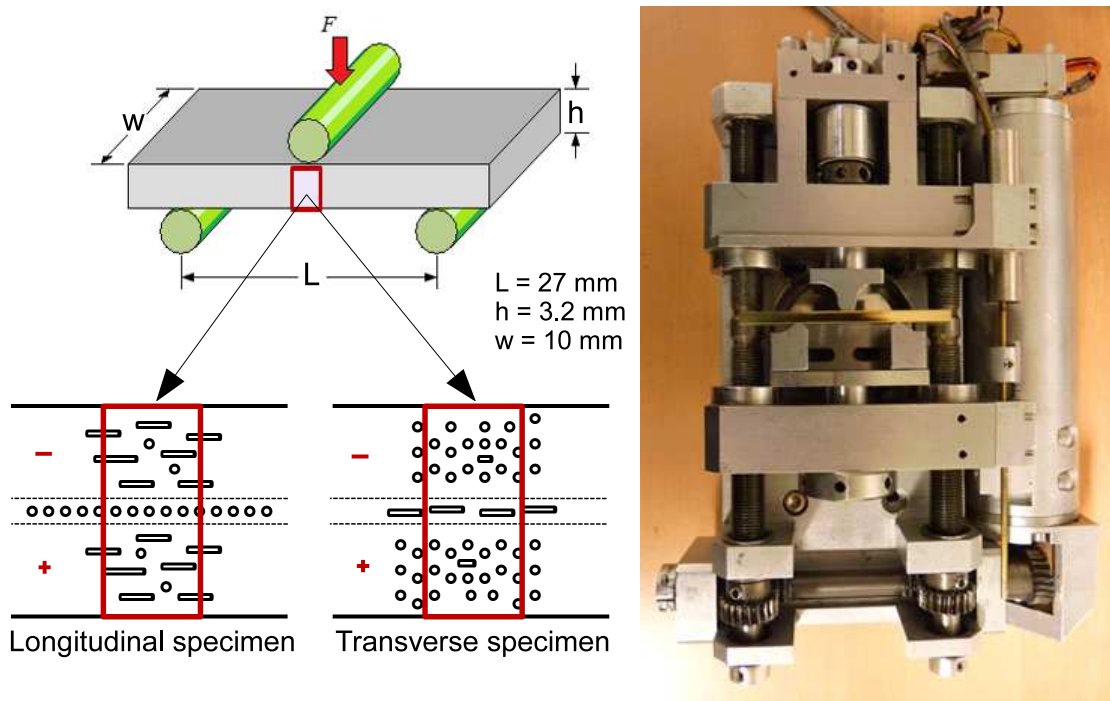 F
w
h
L
L = 27 mm
h = 3.2 mm
w = 10 mm
−
−
+
+
Longitudinal specimen
Transverse specimen